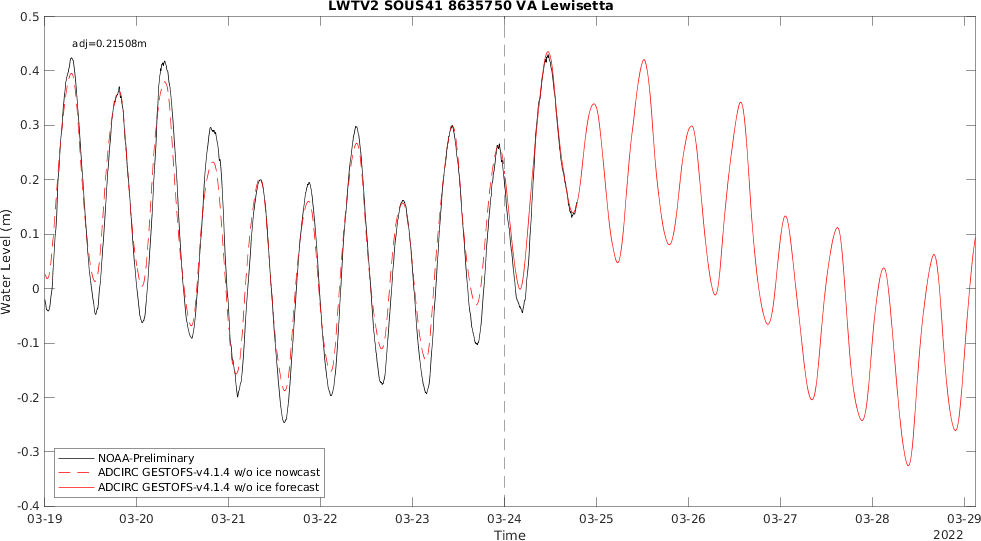 LWTV2 SOUS41 8635750 VA Lewisetta
adj=0.21508m
Water Level (m)
0.5
0.4
0.3
0.2
0.1
0
-0.1
-0.2
-0.3
-0.4
NOAA-Preliminary
ADCIRC GESTOFS-v4.1.4 w/o ice nowcast
ADCIRC GESTOFS-v4.1.4 w/o ice forecast
03-19 03-20 03-21 03-22 03-23 03-24 03-25 03-26 03-27 03-28 03-29
Time
2022